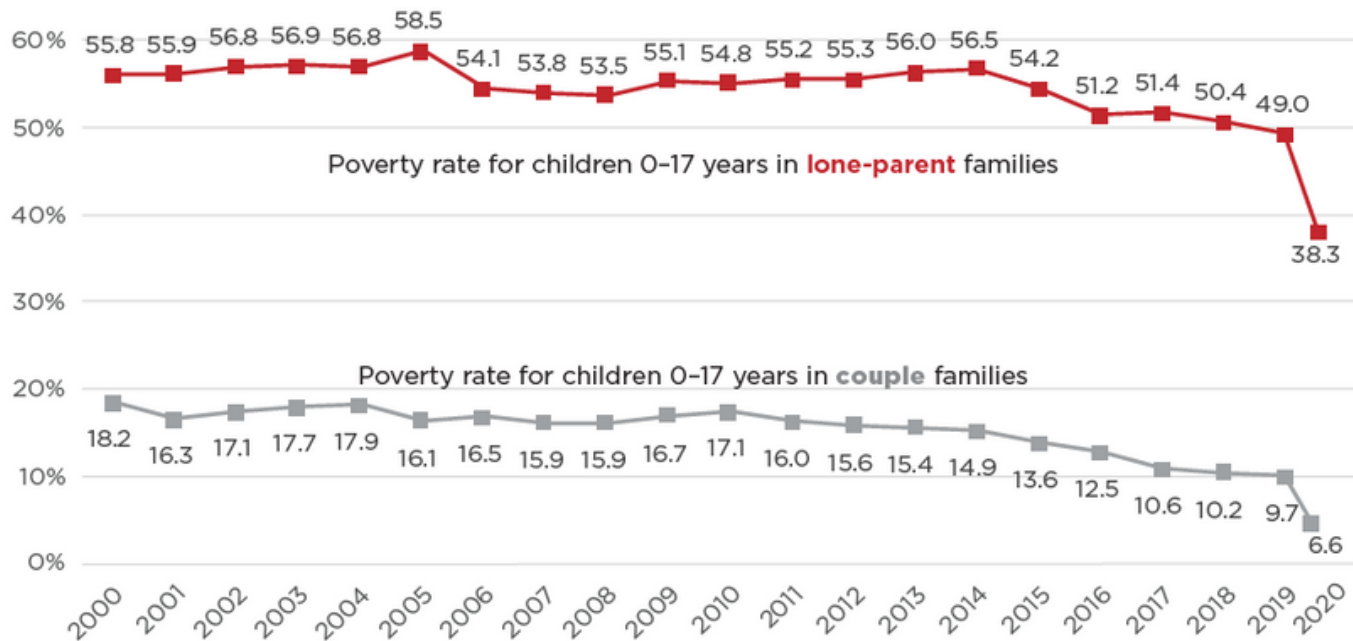 60%
55.8 55.9 56.8 56.9 56.8 58.5 54.1 53.8 53.5 55.1 54.8 55.2 55.3 56.0 56.5 54.2 51.2 51.4 50.4 49.0
50%
Poverty rate for children 0–17 years in lone-parent families
40%
38.3
30%
Poverty rate for children 0–17 years in couple families
20%
18.2 16.3 17.1 17.7 17.9 16.1 16.5 15.9 15.9 16.7 17.1 16.0 15.6 15.4 14.9 13.6 12.5 10.6 10.2 9.7 6.6
10%
0%
2000 2001 2002 2003 2004 2005 2006 2007 2008 2009 2010 2011 2012 2013 2014 2015 2016 2017 2018 2019 2020